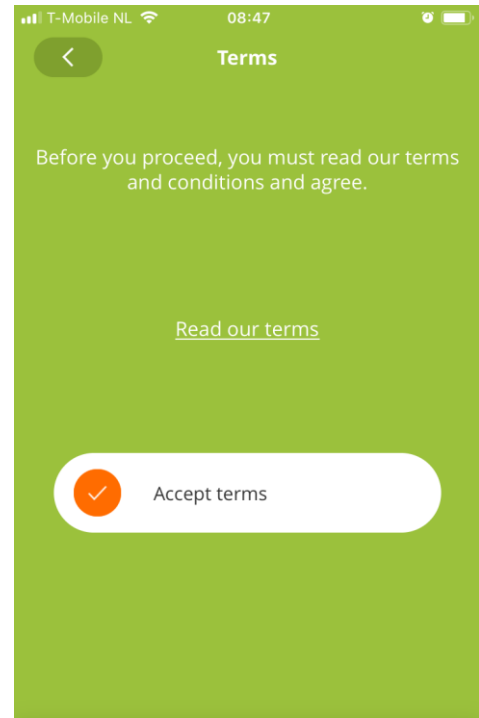 T-Mobile NL 08:47
Terms
Before you proceed, you must read our terms
and conditions and agree.
Read our terms
Accept terms